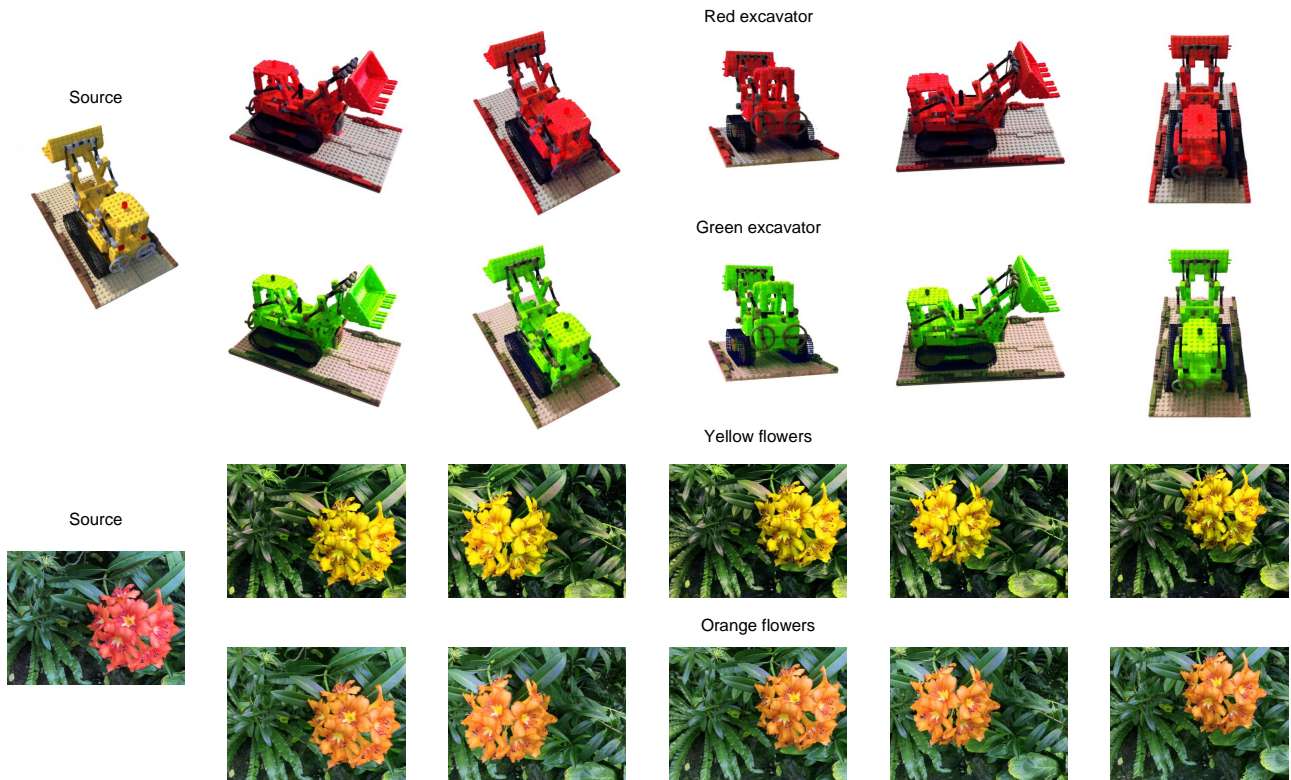 Red excavator
Source
Green excavator
Yellow flowers
Source
Orange flowers